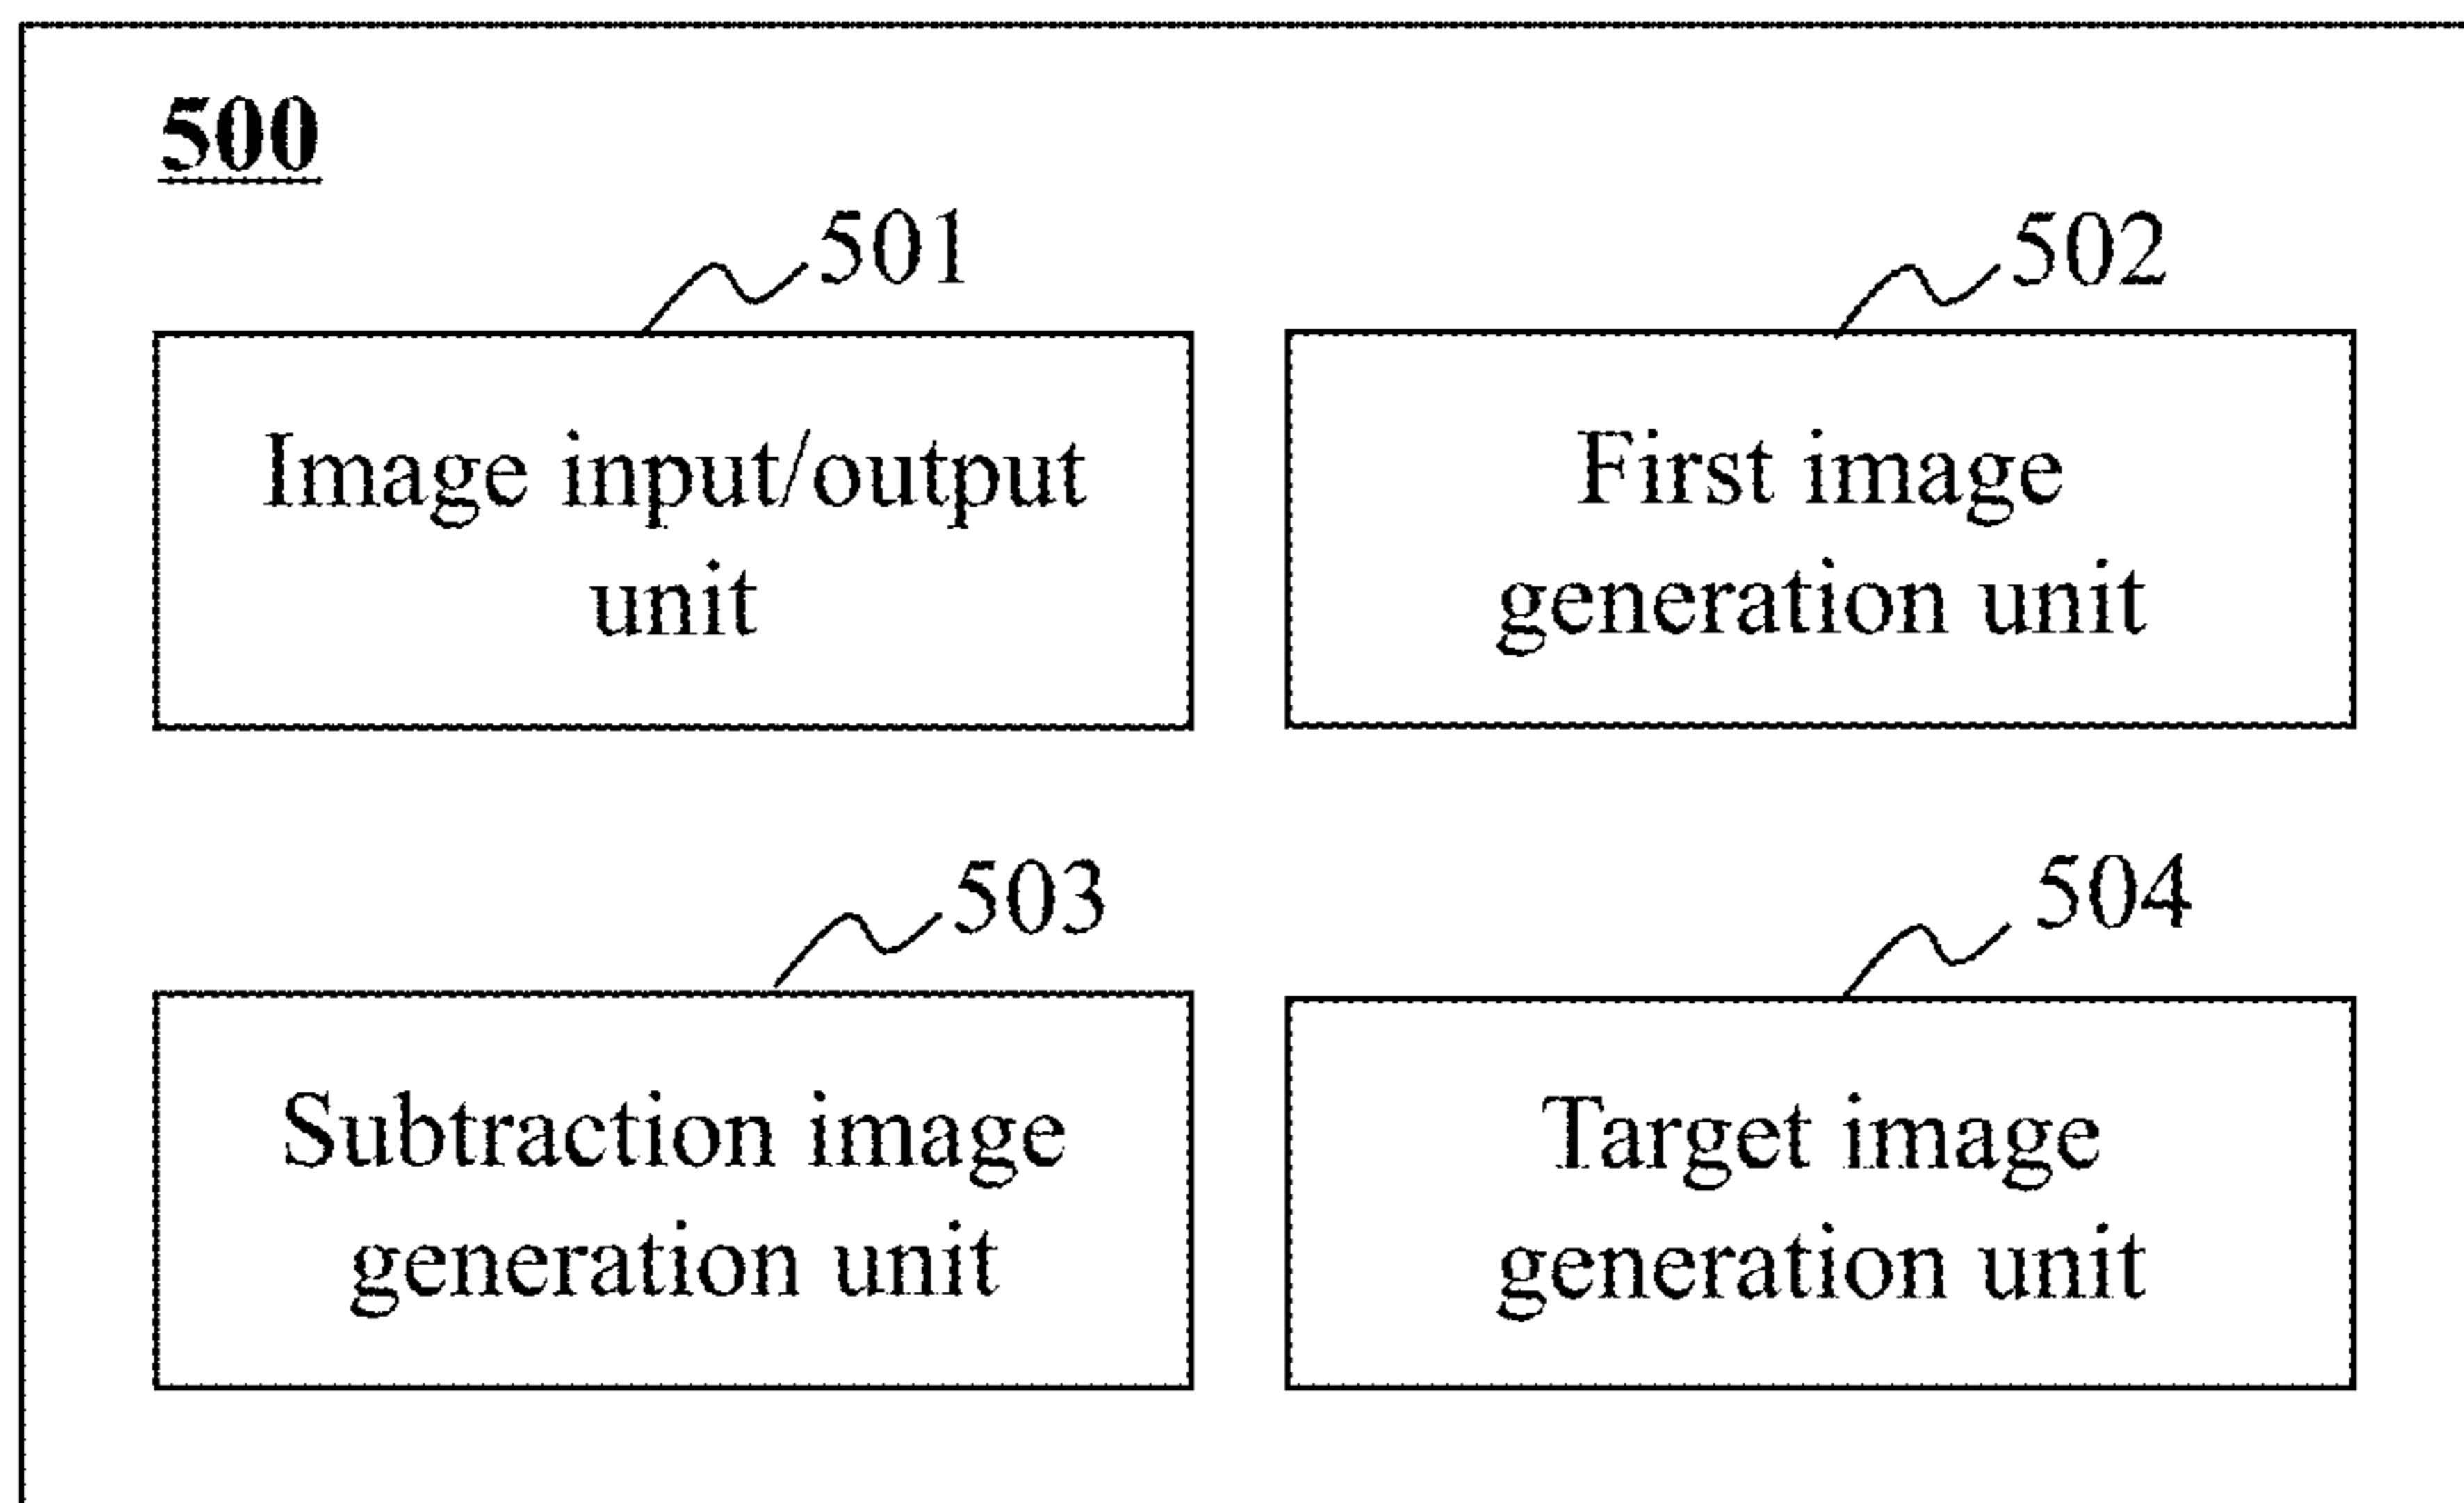 500
501
502
Image input/output
unit
First image
generation unit
503
504
Subtraction image
generation unit
Target image
generation unit